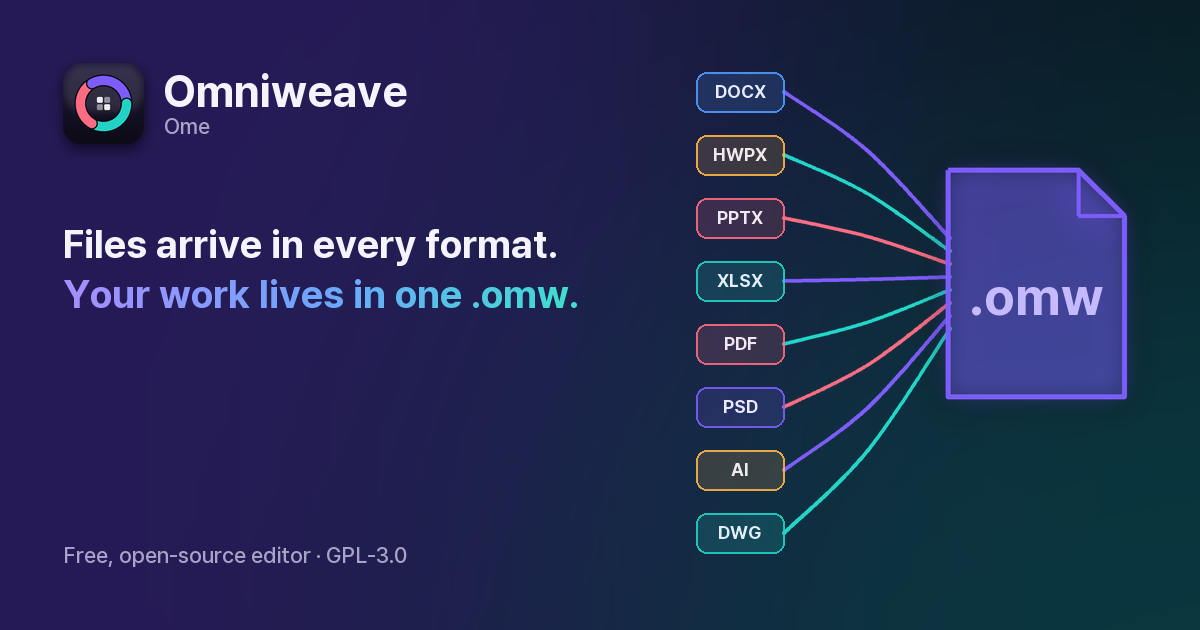 Omniweave
Ome
Files arrive in every format.
Your work lives in one .omw.
Free, open-source editor · GPL-3.0
DOCX
HWPX
PPTX
XLSX
PDF
PSD
AI
DWG
.omw